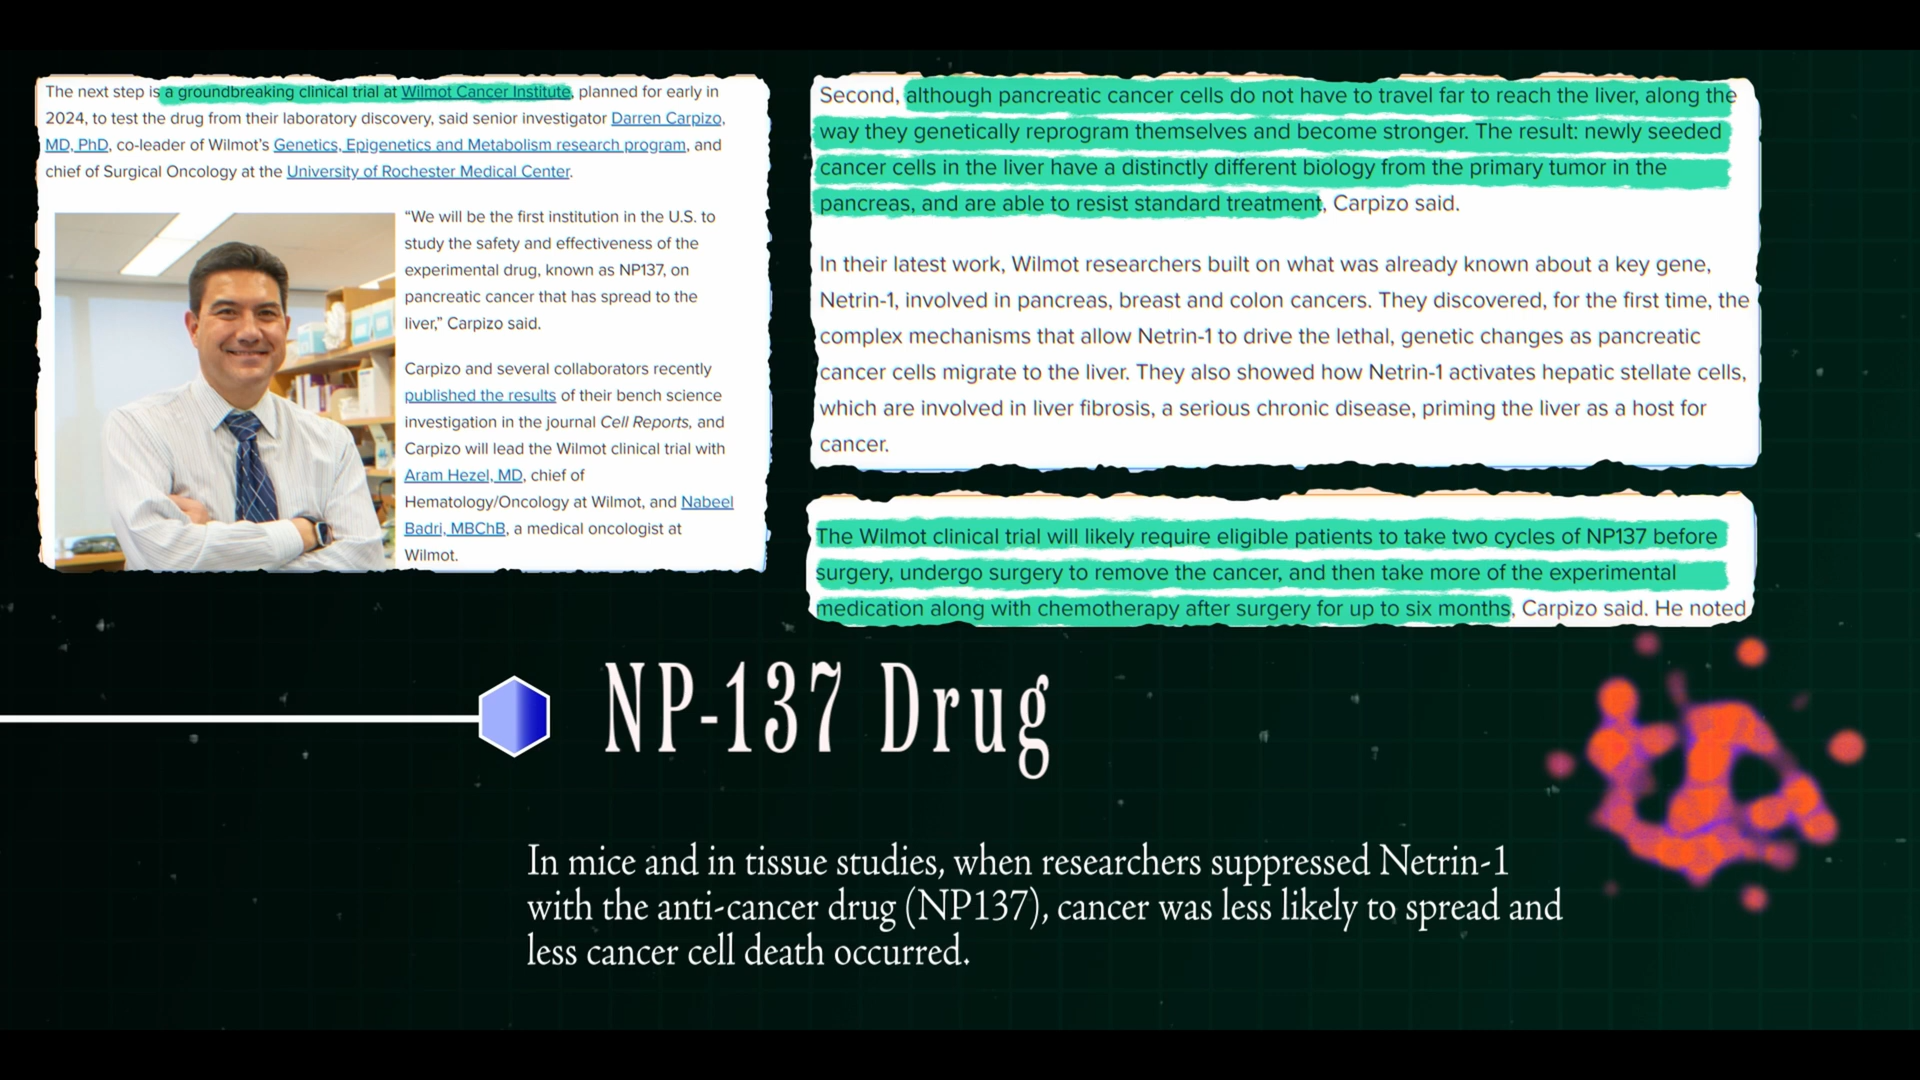 The next step is a groundbreaking clinical trial at Wilmot Cancer Institute, planned for early in
2024, to test the drug from their laboratory discovery, said senior investigator Darren Carpizo,
MD, PhD, co-leader of Wilmot's Genetics, Epigenetics and Metabolism research program, and
chief of Surgical Oncology at the University of Rochester Medical Center.
“We will be the first institution in the U.S. to
study the safety and effectiveness of the
experimental drug, known as NP137, on
pancreatic cancer that has spread to the
liver,” Carpizo said.
Carpizo and several collaborators recently
published the results of their bench science
investigation in the journal Cell Reports, and
Carpizo will lead the Wilmot clinical trial with
Aram Hezel, MD, chief of
Hematology/Oncology at Wilmot, and Nabeel
Badri, MBChB, a medical oncologist at
Wilmot.
Second, although pancreatic cancer cells do not have to travel far to reach the liver, along the
way they genetically reprogram themselves and become stronger. The result: newly seeded
cancer cells in the liver have a distinctly different biology from the primary tumor in the
pancreas, and are able to resist standard treatment, Carpizo said.
In their latest work, Wilmot researchers built on what was already known about a key gene,
Netrin-1, involved in pancreas, breast and colon cancers. They discovered, for the first time, the
complex mechanisms that allow Netrin-1 to drive the lethal, genetic changes as pancreatic
cancer cells migrate to the liver. They also showed how Netrin-1 activates hepatic stellate cells,
which are involved in liver fibrosis, a serious chronic disease, priming the liver as a host for
cancer.
The Wilmot clinical trial will likely require eligible patients to take two cycles of NP137 before
surgery, undergo surgery to remove the cancer, and then take more of the experimental
medication along with chemotherapy after surgery for up to six months, Carpizo said. He noted
NP-137 Drug
In mice and in tissue studies, when researchers suppressed Netrin-1
with the anti-cancer drug (NP137), cancer was less likely to spread and
less cancer cell death occurred.